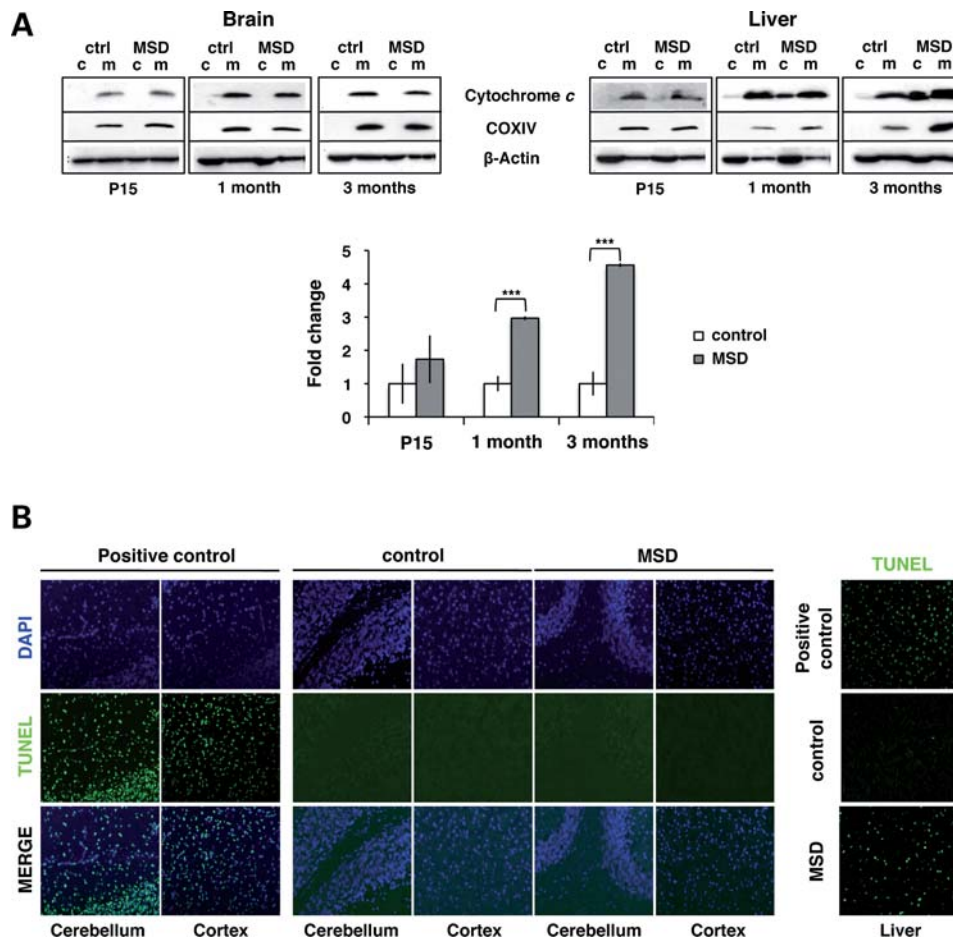 A
Brain
Liver
ctrl MSD ctrl MSD ctrl MSD
c m c m c m c m c m c m
ctrl MSD ctrl MSD ctrl MSD
c m c m c m c m c m c m
Cytochrome c
COXIV
β-Actin
P15 1 month 3 months
P15 1 month 3 months
Fold change
5
4
3
2
1
0
***
***
control
MSD
P15 1 month 3 months
B
Positive control control MSD
TUNEL
DAPI
TUNEL
MERGE
Positive control
control
MSD
Cerebellum Cortex Cerebellum Cortex Cerebellum Cortex Liver